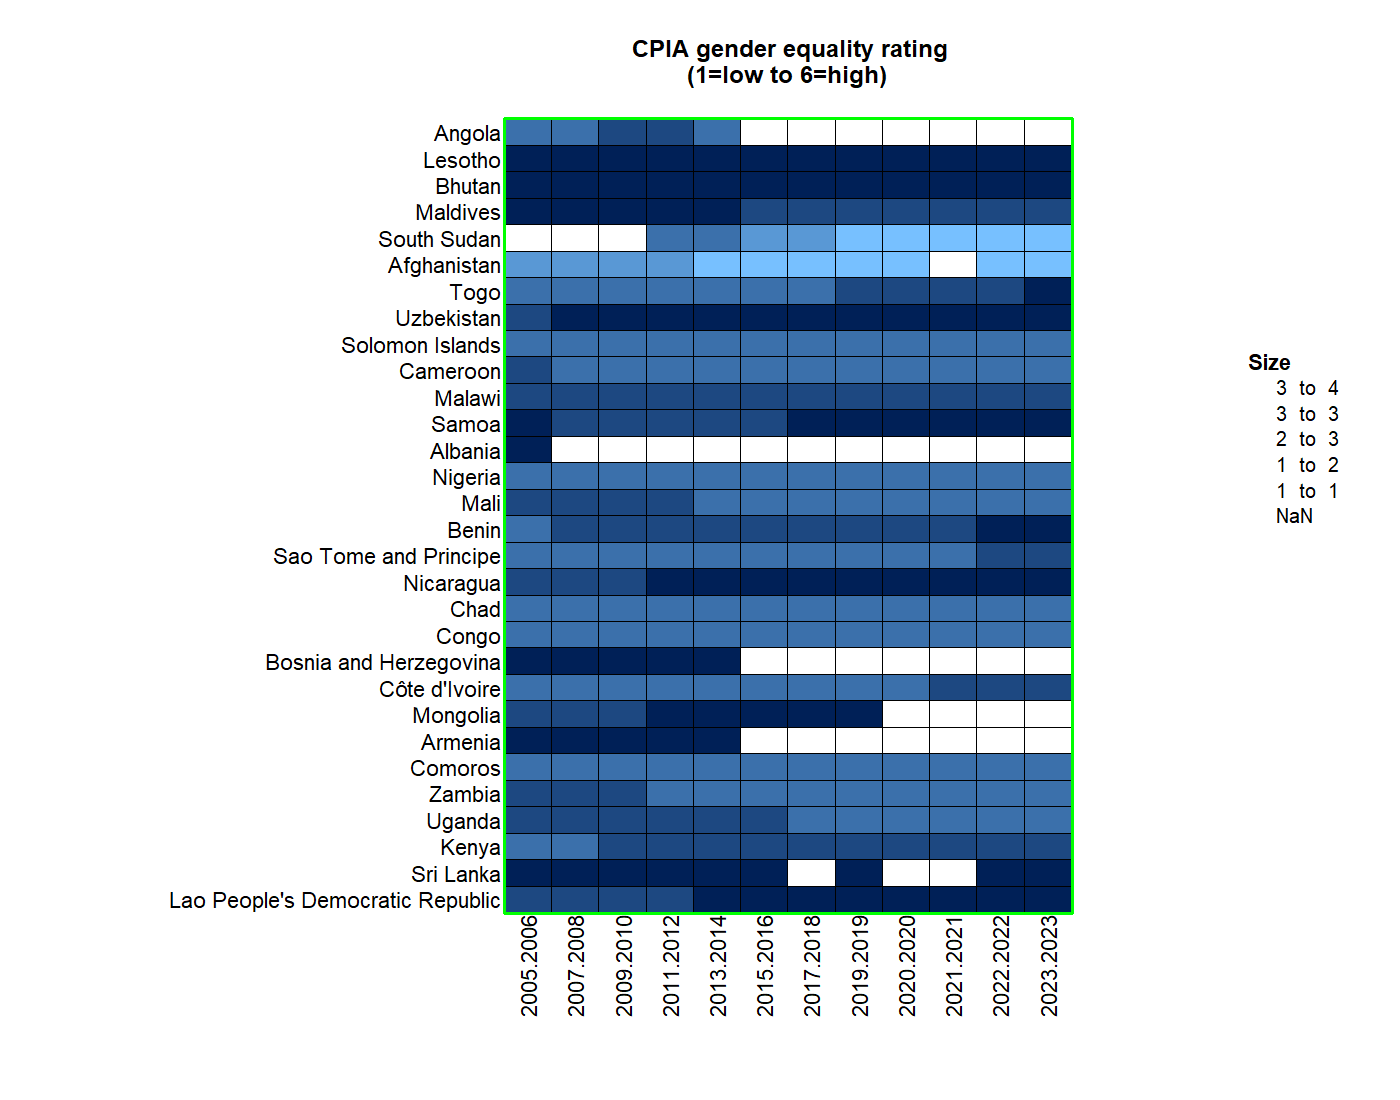 CPIA gender equality rating
(1=low to 6=high)
Angola
Lesotho
Bhutan
Maldives
South Sudan
Afghanistan
Togo
Uzbekistan
Solomon Islands
Cameroon
Malawi
Samoa
Albania
Nigeria
Mali
Benin
Sao Tome and Principe
Nicaragua
Chad
Congo
Bosnia and Herzegovina
Côte d'Ivoire
Mongolia
Armenia
Comoros
Zambia
Uganda
Kenya
Sri Lanka
Lao People's Democratic Republic
2005.2006
2007.2008
2009.2010
2011.2012
2013.2014
2015.2016
2017.2018
2019.2019
2020.2020
2021.2021
2022.2022
2023.2023
Size
3 to 4
3 to 3
2 to 3
1 to 2
1 to 1
NaN